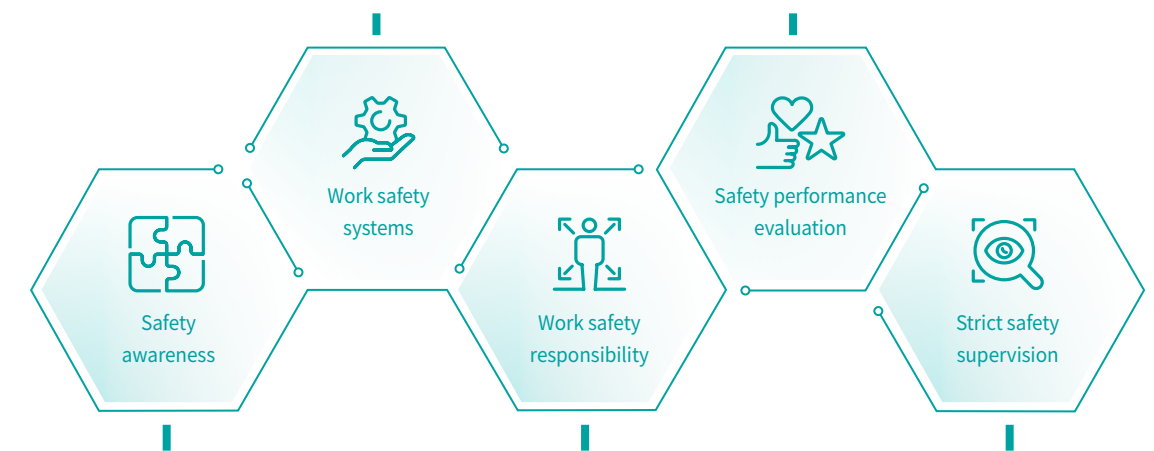 Safety
awareness
Work safety
systems
Work safety
responsibility
Safety performance
evaluation
Strict safety
supervision